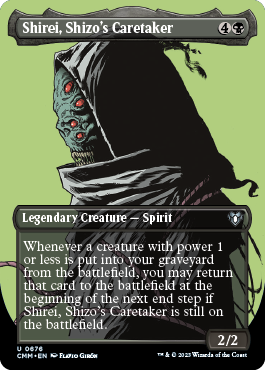 Shirei, Shizo's Caretaker 4
Legendary Creature — Spirit
Whenever a creature with power 1
or less is put into your graveyard
from the battlefield, you may return
that card to the battlefield at the
beginning of the next end step if
Shirei, Shizo's Caretaker is still on
the battlefield.
2/2
U 0676
CMM • EN Flavio Girón
™ & © 2023 Wizards of the Coast